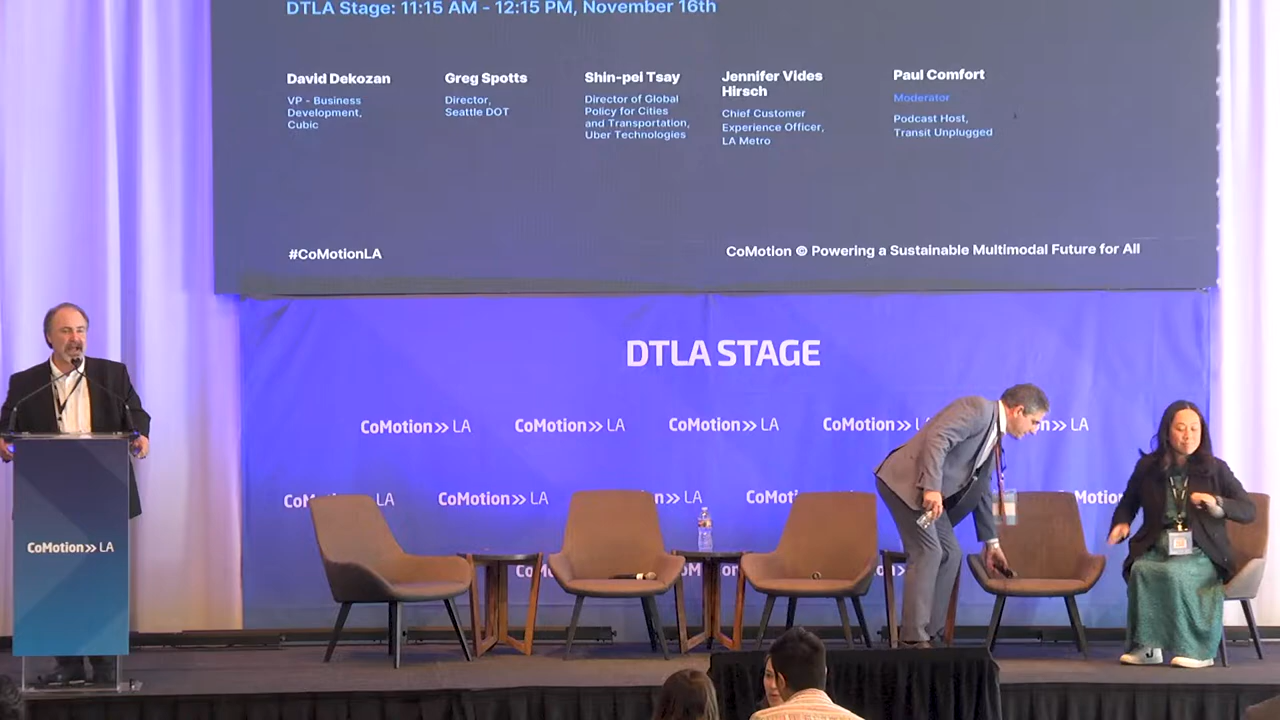 DTLA Stage: 11:15 AM - 12:15 PM, November 16th
David Dekozan
VP - Business
Development,
Cubic
Greg Spotts
Director,
Seattle DOT
Shin-pei Tsay
Director of Global
Policy for Cities
and Transportation,
Uber Technologies
Jennifer Vides
Hirsch
Chief Customer
Experience Officer,
LA Metro
Paul Comfort
Moderator
Podcast Host,
Transit Unplugged
#CoMotionLA
CoMotion © Powering a Sustainable Multimodal Future for All
DTLA STAGE
CoMotion>> LA CoMotion>> LA CoMotion>> LA CoMotion>> LA
CoMotion>> LA
CoMotion>> LA